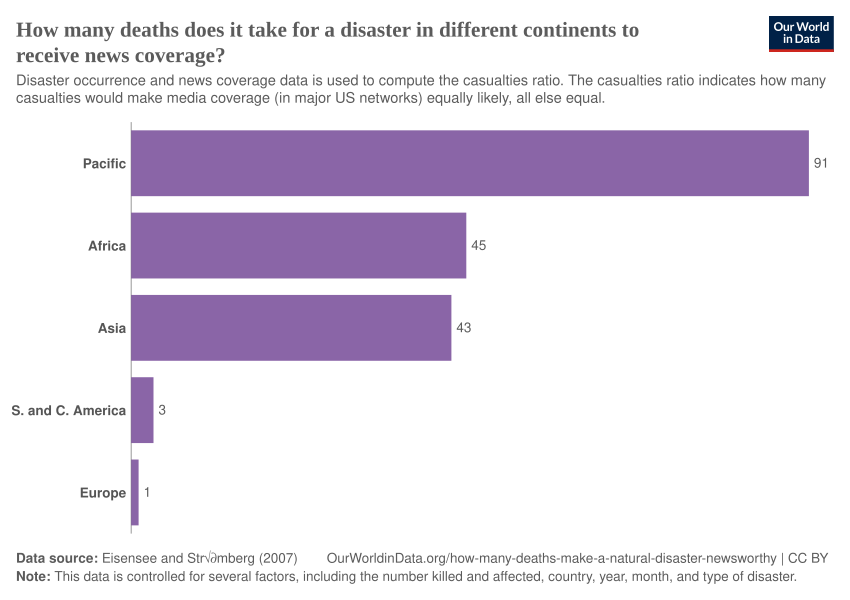 How many deaths does it take for a disaster in different continents to
receive news coverage?
Our World
in Data
Disaster occurrence and news coverage data is used to compute the casualties ratio. The casualties ratio indicates how many
casualties would make media coverage (in major US networks) equally likely, all else equal.
Pacific 91
Africa 45
Asia 43
S. and C. America 3
Europe 1
Data source: Eisensee and Str√∂mberg (2007) OurWorldinData.org/how-many-deaths-make-a-natural-disaster-newsworthy | CC BY
Note: This data is controlled for several factors, including the number killed and affected, country, year, month, and type of disaster.